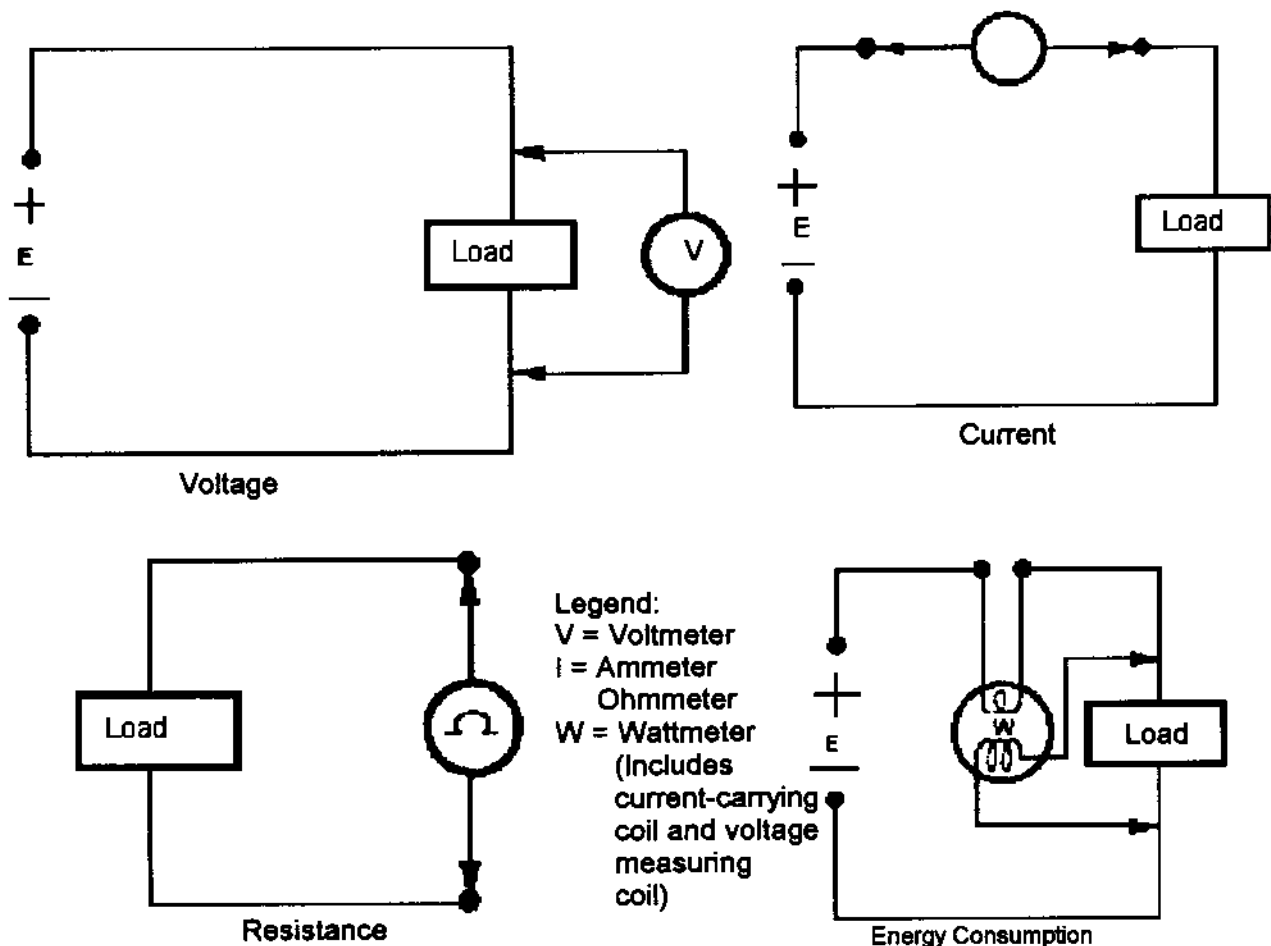 +
E
–
Load
V
Voltage
+
E
–
Load
Current
Load
Ω
Resistance
Legend:
V = Voltmeter
I = Ammeter
Ohmmeter
W = Wattmeter
(Includes
current-carrying
coil and voltage
measuring
coil)
+
E
–
W
Load
Energy Consumption